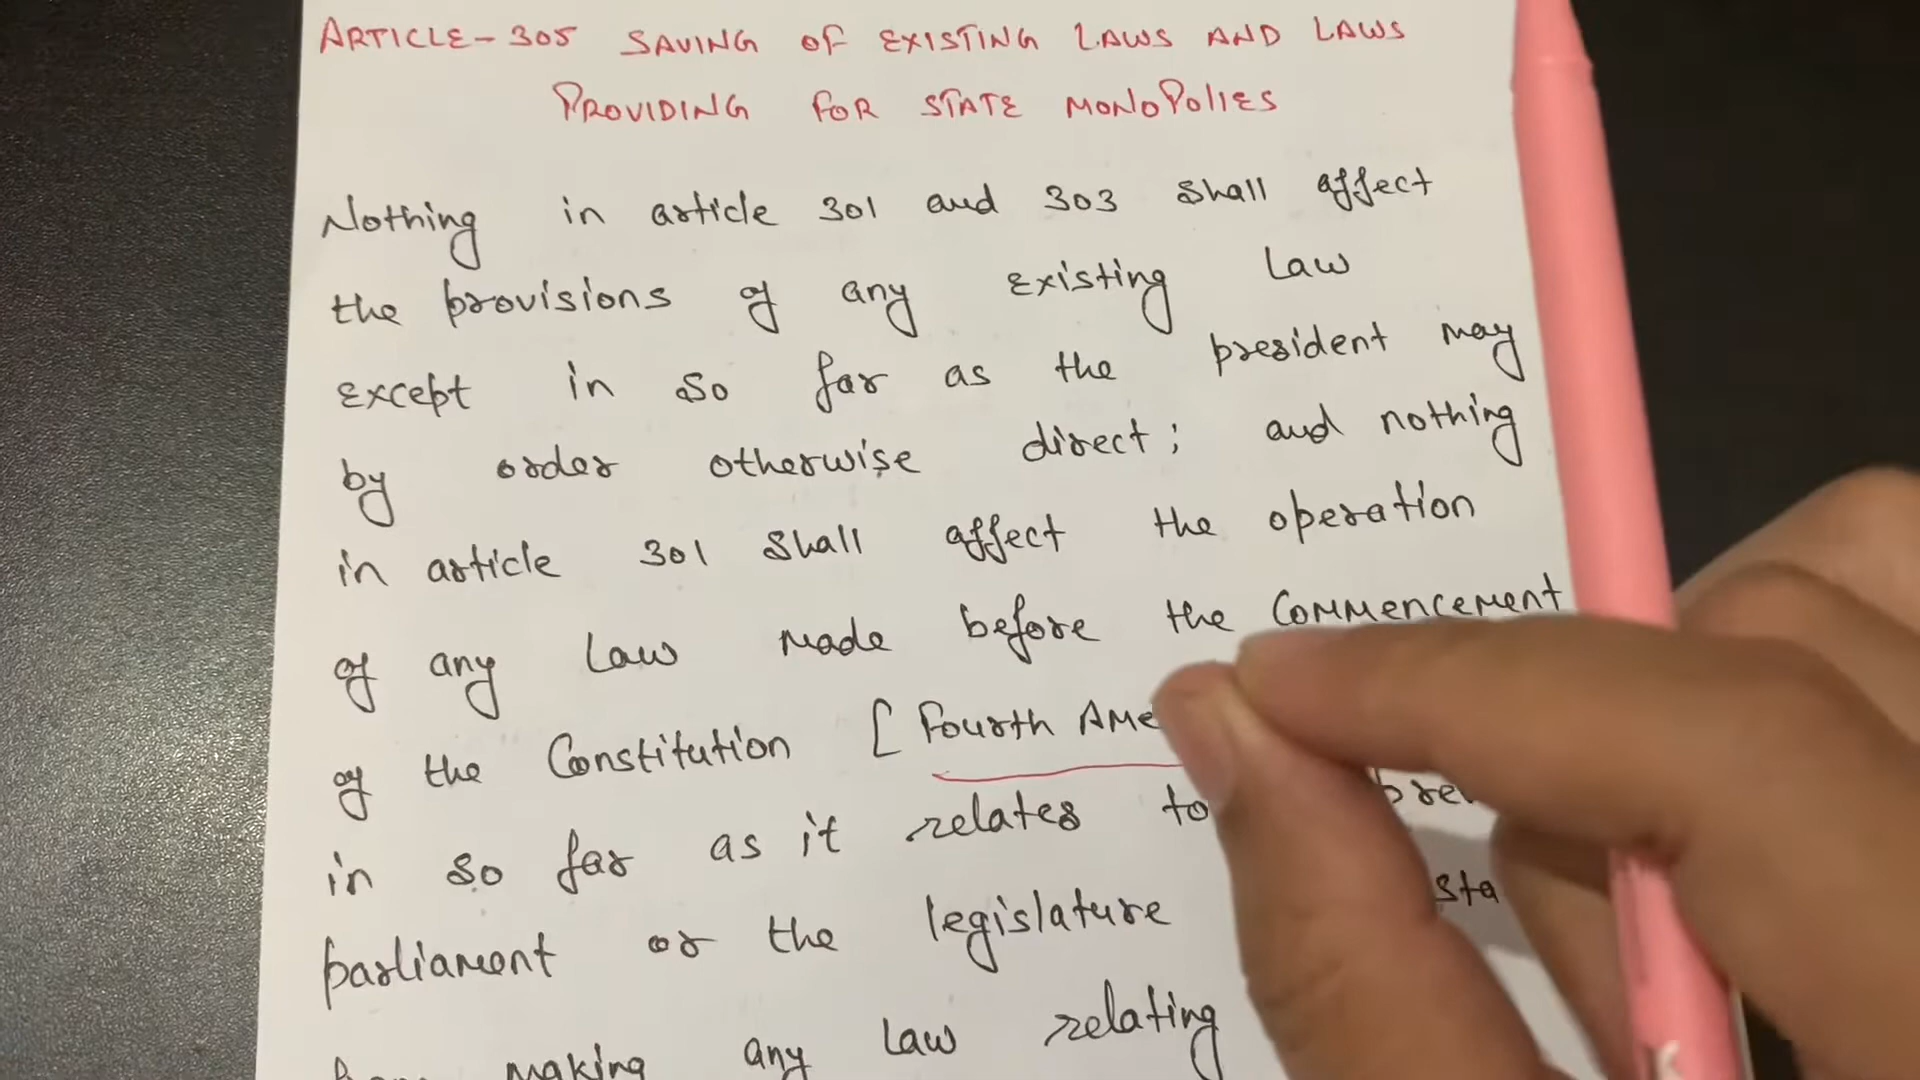 ARTICLE-305 SAVING OF EXISTING LAWS AND LAWS
PROVIDING FOR STATE MONOPOLIES
Nothing in article 301 and 303 shall affect
the provisions of any existing law
except in so far as the president may
by order otherwise direct; and nothing
in article 301 shall affect the operation
of any law made before the commencement
of the Constitution [Fourth
in so far as it relates to
parliament or the legislature
making any law relating